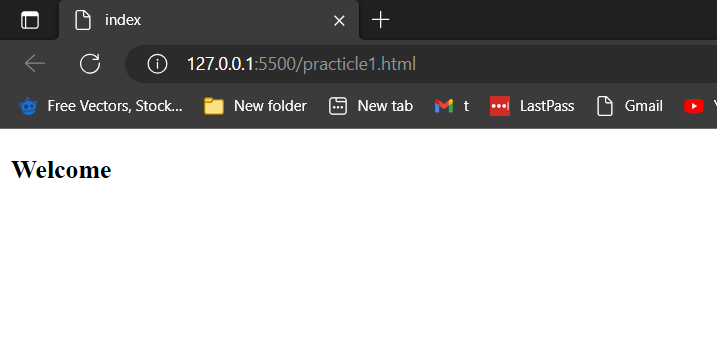 index
127.0.0.1:5500/practicle1.html
Free Vectors, Stock... New folder New tab t LastPass Gmail
Welcome